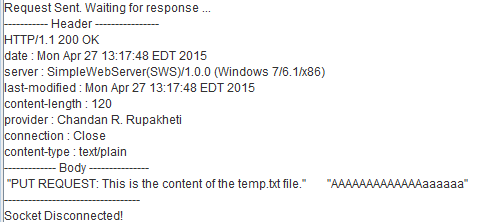 Request Sent. Waiting for response ...
----------- Header ----------------
HTTP/1.1 200 OK
date : Mon Apr 27 13:17:48 EDT 2015
server : SimpleWebServer(SWS)/1.0.0 (Windows 7/6.1/x86)
last-modified : Mon Apr 27 13:17:48 EDT 2015
content-length : 120
provider : Chandan R. Rupakheti
connection : Close
content-type : text/plain
------------- Body ---------------
"PUT REQUEST: This is the content of the temp.txt file." "AAAAAAAAAAAAAaaaaaa"
----------------------------------
Socket Disconnected!